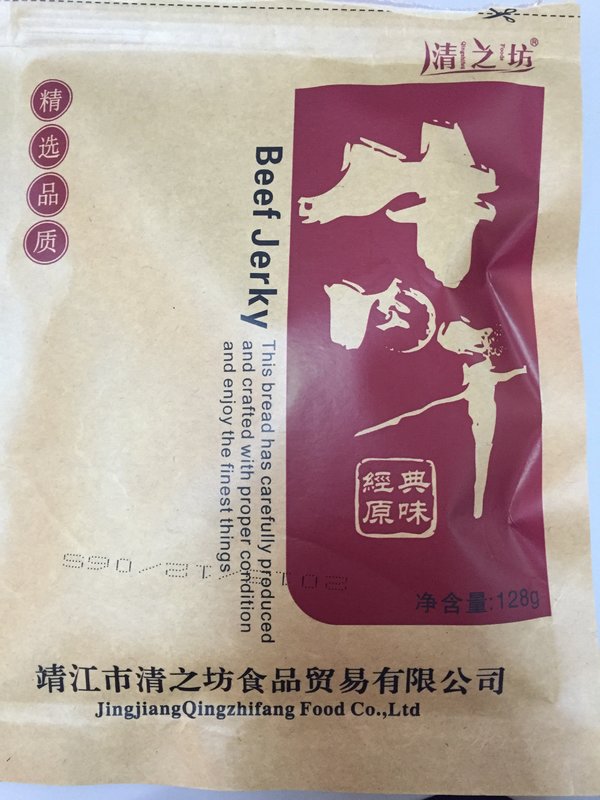 清之坊®
Qingzhifang Foods
精选品质
牛肉干
Beef Jerky
This bread has carefully produced
and crafted with proper condition
and enjoy the finest things
經典
原味
净含量:128g
靖江市清之坊食品贸易有限公司
JingjiangQingzhifang Food Co.,Ltd